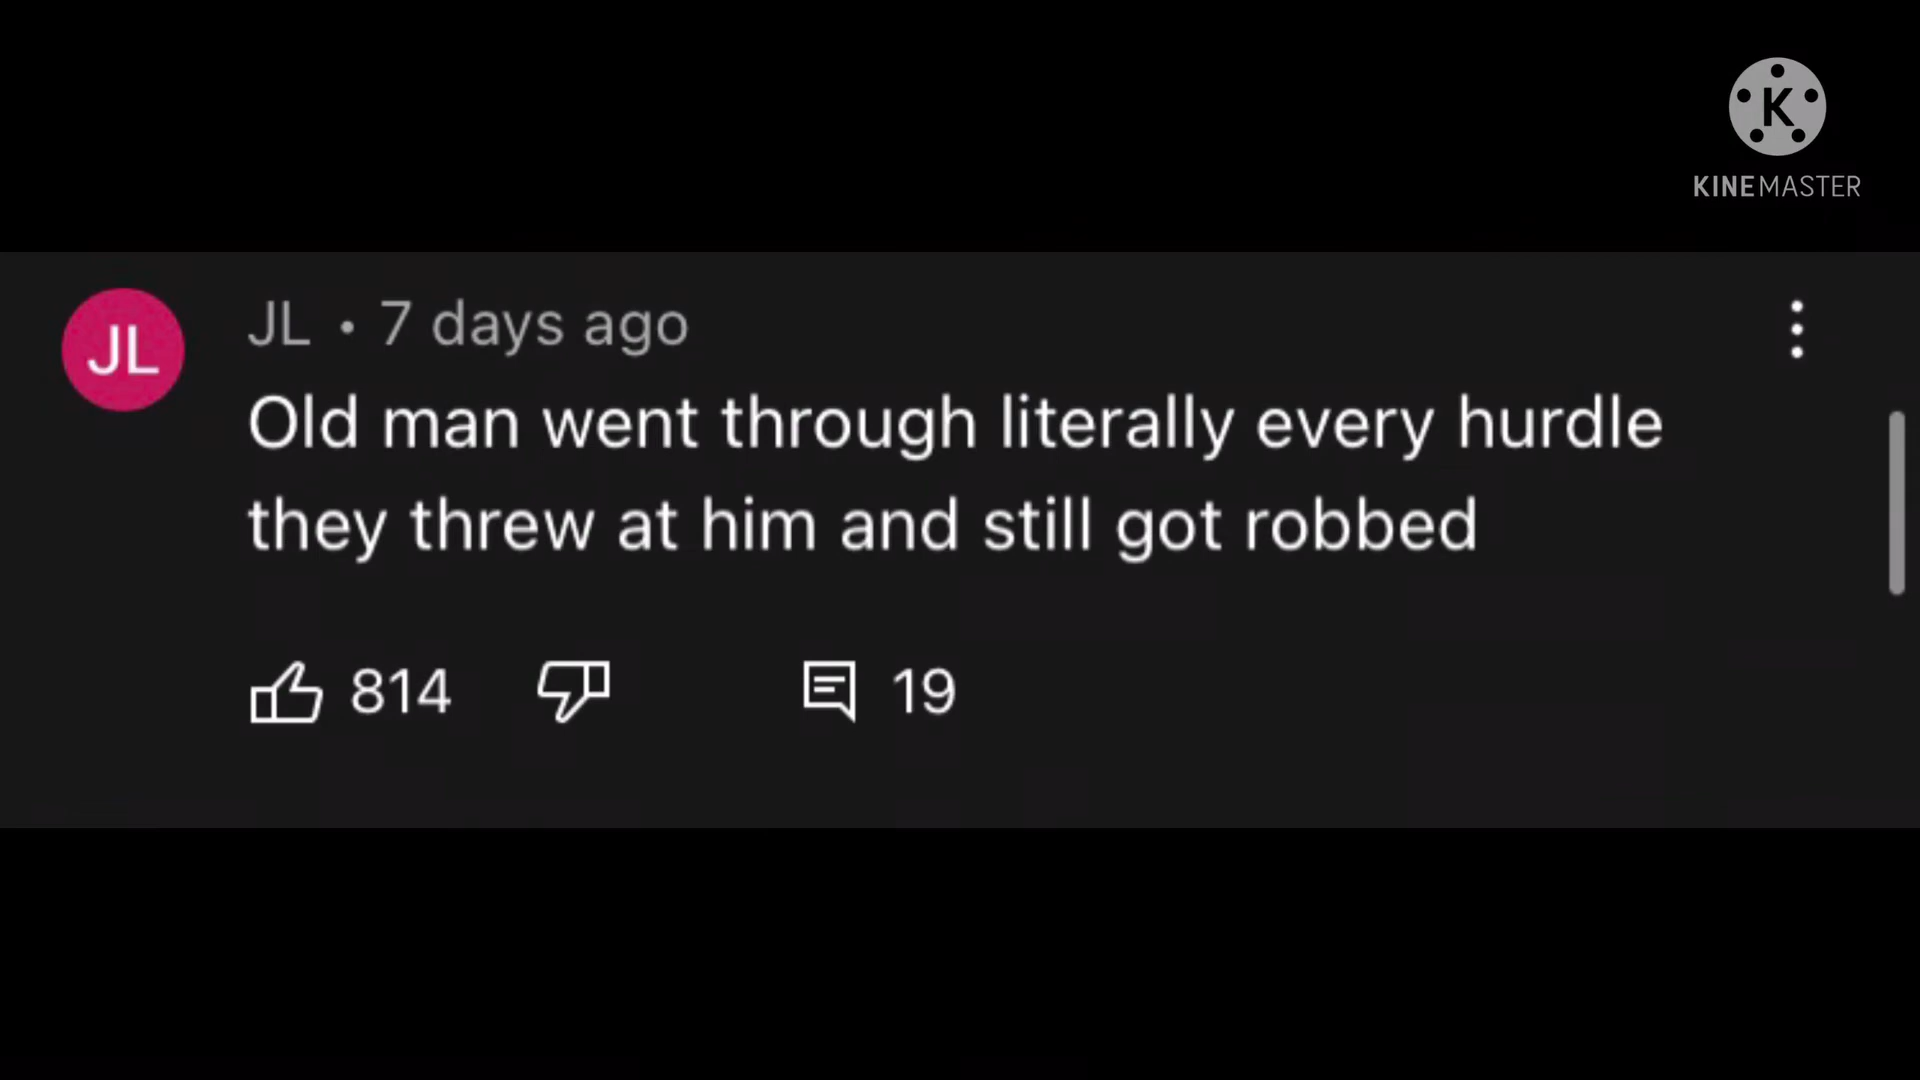 K
KINEMASTER
JL
JL • 7 days ago
Old man went through literally every hurdle
they threw at him and still got robbed
814
19